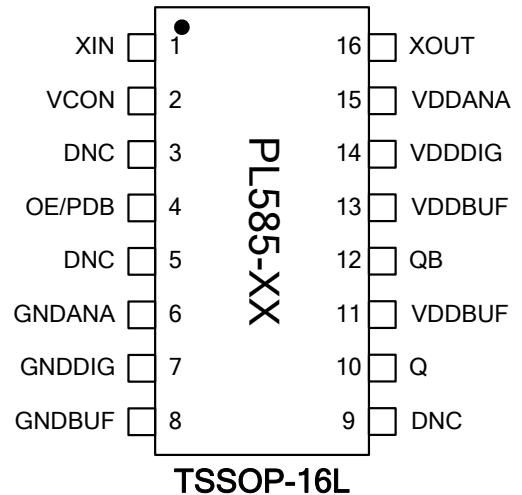 XIN 1 16 XOUT
VCON 2 15 VDDANA
DNC 3 14 VDDDIG
OE/PDB 4 13 VDDBUF
DNC 5 12 QB
GNDANA 6 11 VDDBUF
GNDDIG 7 10 Q
GNDBUF 8 9 DNC
PL585-XX
TSSOP-16L